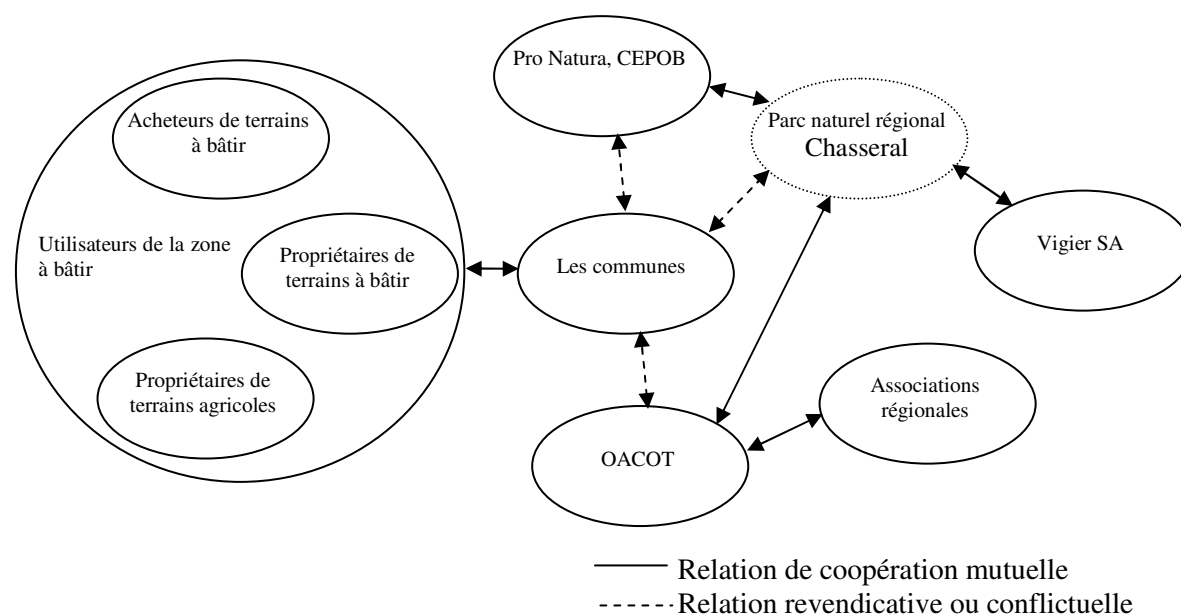 Pro Natura, CEPOB
Acheteurs de terrains
à bâtir
Parc naturel régional
Chasseral
Utilisateurs de la zone
à bâtir
Propriétaires de
terrains à bâtir
Les communes
Vigier SA
Propriétaires de
terrains agricoles
Associations
régionales
OACOT
Relation de coopération mutuelle
Relation revendicative ou conflictuelle